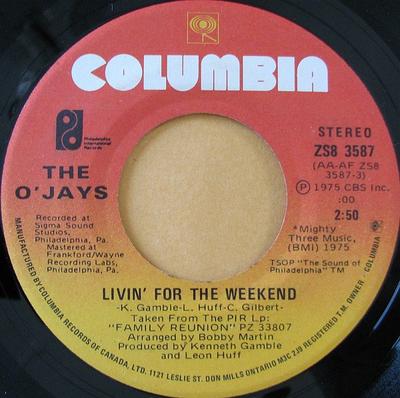 COLUMBIA
PIR
Philadelphia
International
Records
THE
O'JAYS
STEREO
ZS8 3587
(AA-AF ZS8
3587-3)
Ⓟ 1975 CBS Inc.
:00
2:50
*Mighty
Three Music,
(BMI) 1975
TSOP "The Sound of
Philadelphia" TM
Recorded at
Sigma Sound
Studios,
Philadelphia, Pa.
Mastered at
Frankford/Wayne
Recording Labs,
Philadelphia, Pa.
LIVIN' FOR THE WEEKEND
-K. Gamble-L. Huff-C. Gilbert-
Taken From The PIR Lp:
"FAMILY REUNION" PZ 33807
Arranged by Bobby Martin
Produced by Kenneth Gamble
and Leon Huff
MANUFACTURED BY COLUMBIA RECORDS OF CANADA, LTD. 1121 LESLIE ST. DON MILLS ONTARIO M3C 2J9 REGISTERED T.M. OWNER - COLUMBIA